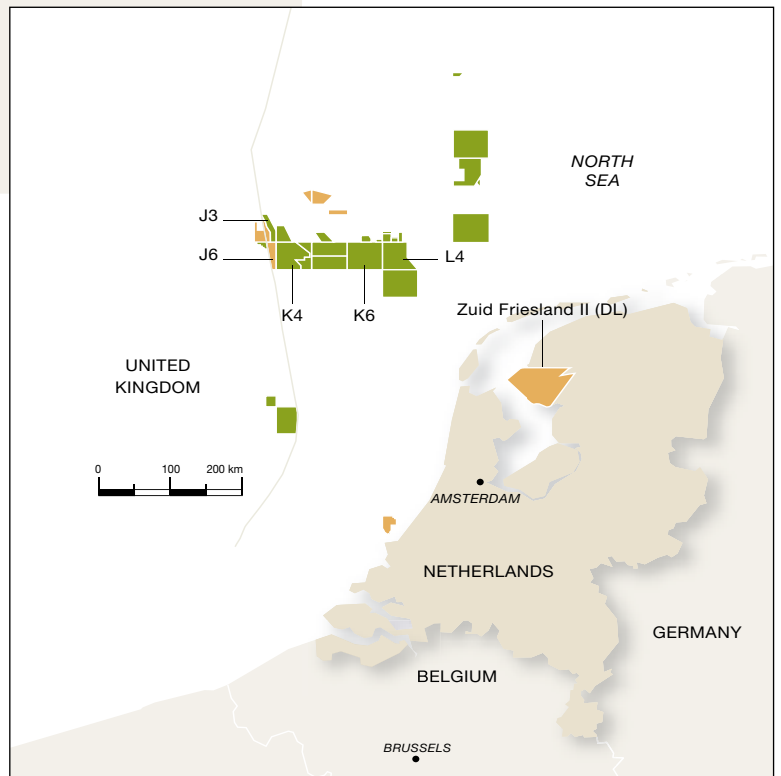 NORTH
SEA
J3
J6
L4
K4
K6
Zuid Friesland II (DL)
UNITED
KINGDOM
0 100 200 km
AMSTERDAM
NETHERLANDS
GERMANY
BELGIUM
BRUSSELS